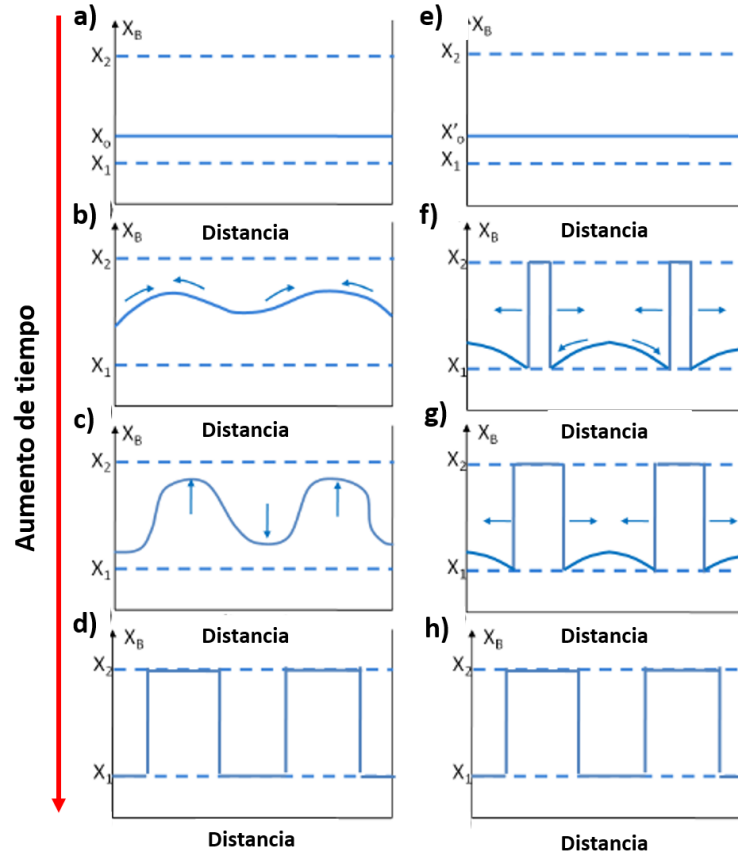 Aumento de tiempo
a)
X_B
X_2
X_o
X_1
Distancia
b)
X_B
X_2
X_1
Distancia
c)
X_B
X_2
X_1
Distancia
d)
X_B
X_2
X_1
Distancia
e)
X_B
X_2
X'_o
X_1
Distancia
f)
X_B
X_2
X_1
Distancia
g)
X_B
X_2
X_1
Distancia
h)
X_B
X_2
X_1
Distancia